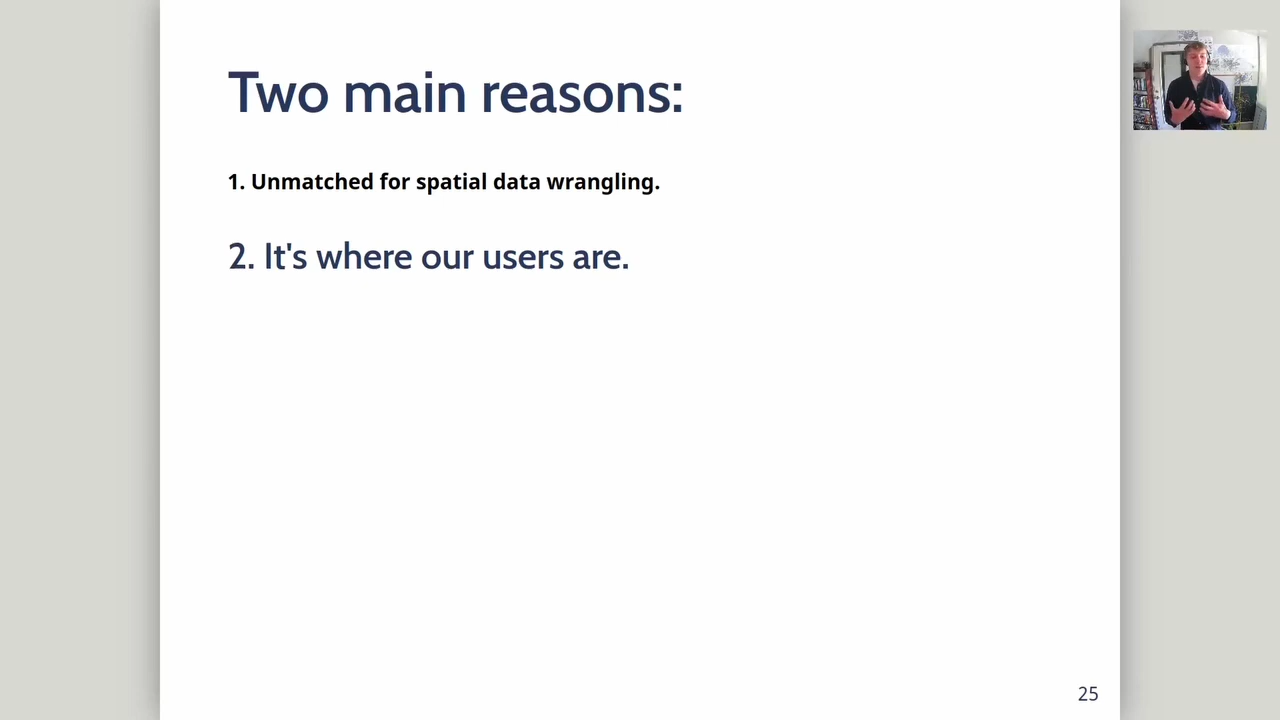 Two main reasons:
1. Unmatched for spatial data wrangling.
2. It's where our users are.
25